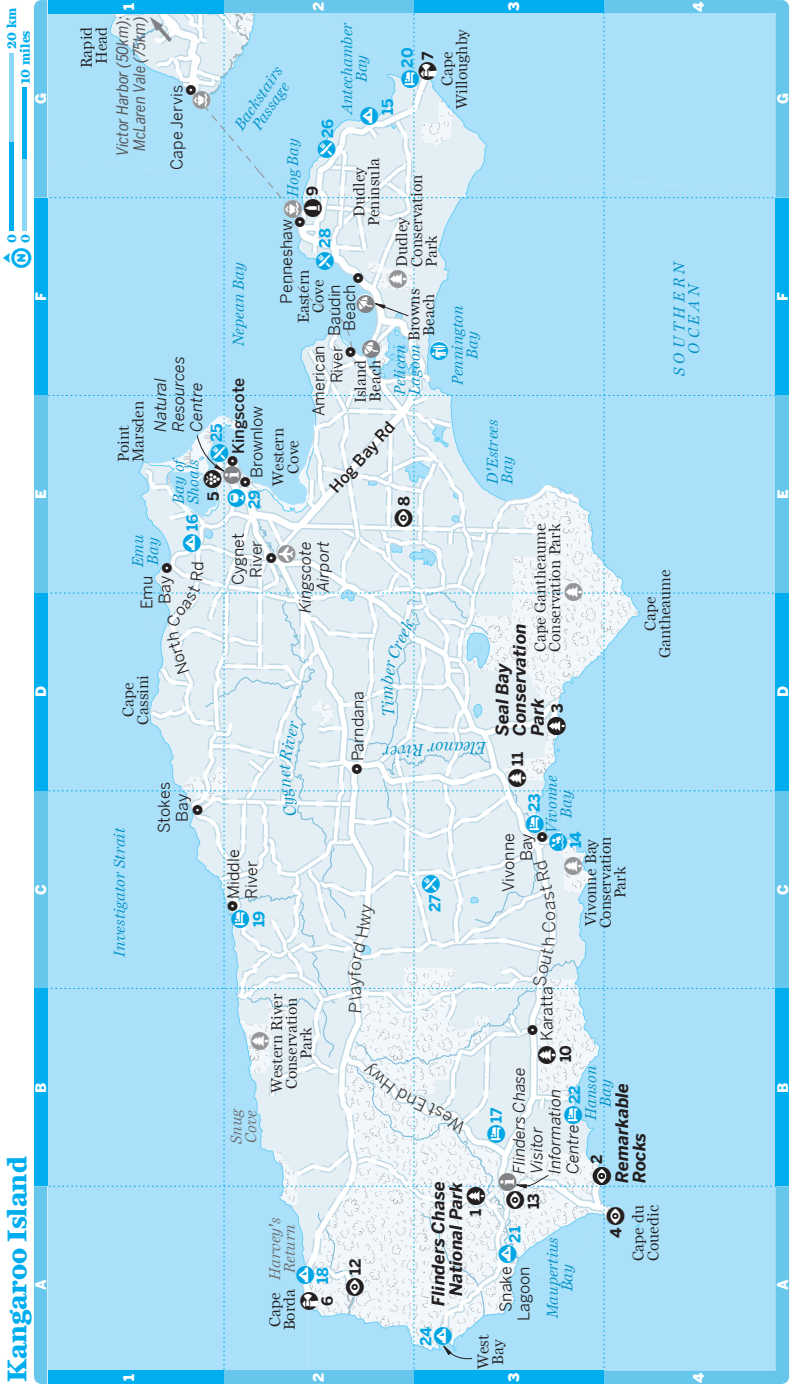 Kangaroo Island
0
20 km
0
10 miles
N
1
2
3
4
A
B
C
D
E
F
G
Rapid
Head
Victor Harbor (50km);
McLaren Vale (75km)
Cape Jervis
Backstairs
Passage
Antechamber
Bay
15
20
7
Cape
Willoughby
26
Hog Bay
9
Penneshaw
28
Dudley
Peninsula
Eastern
Cove
Baudin
Beach
Dudley
Conservation
Park
Browns
Beach
Nepean Bay
American
River
Island
Beach
Pelican
Lagoon
Pennington
Bay
SOUTHERN
OCEAN
Point
Marsden
Natural
Resources
Centre
Bay of
Shoals
5
25
Kingscote
Brownlow
29
Western
Cove
Hog Bay Rd
D'Estrees
Bay
8
Emu
Bay
16
Emu
Bay
North Coast Rd
Cygnet
River
Kingscote
Airport
Cape Gantheaume
Conservation Park
Cape
Gantheaume
Cape
Cassini
Timber Creek
Cygnet River
Parndana
Eleanor River
Seal Bay
Conservation
Park
3
11
Stokes
Bay
Investigator Strait
Middle
River
19
27
Playford Hwy
23
Vivonne
Bay
Vivonne
Bay
14
Vivonne Bay
Conservation
Park
South Coast Rd
Western River
Conservation
Park
Karatta
10
Snug
Cove
West End Hwy
17
Flinders Chase
Visitor
Information
Centre
22
Hanson
Bay
2
Remarkable
Rocks
Harvey's
Return
18
Cape
Borda
6
12
Flinders Chase
National Park
1
13
21
4
Cape du
Couedic
Snake
Lagoon
Maupertius
Bay
24
West
Bay
1
2
3
4
A
B
C
D
E
F
G